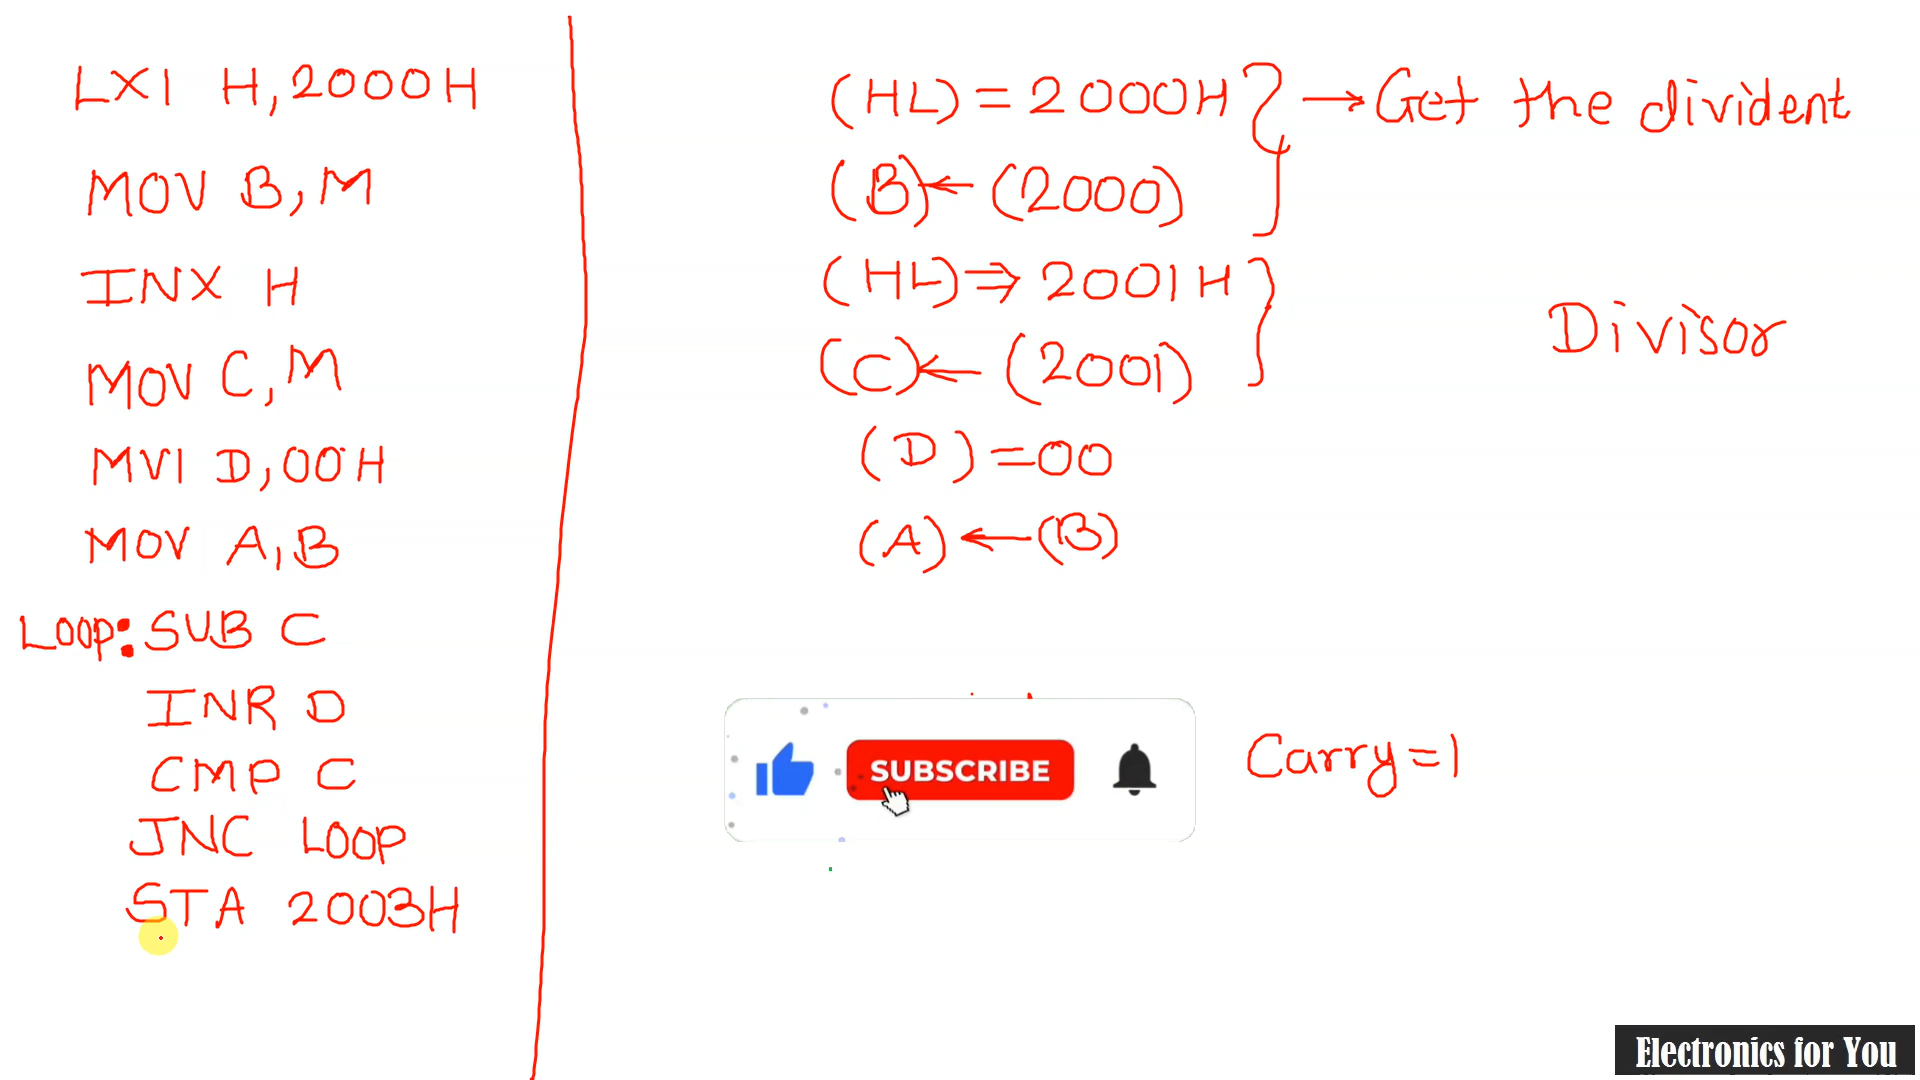 LXI H,2000H
MOV B,M
INX H
MOV C,M
MVI D,00H
MOV A,B
LOOP: SUB C
INR D
CMP C
JNC LOOP
STA 2003H
(HL) = 2000H } → Get the divident
(B) ← (2000)
(HL) ⇒ 2001H }
(C) ← (2001)
Divisor
(D) = 00
(A) ← (B)
SUBSCRIBE
Carry=1
Electronics for You